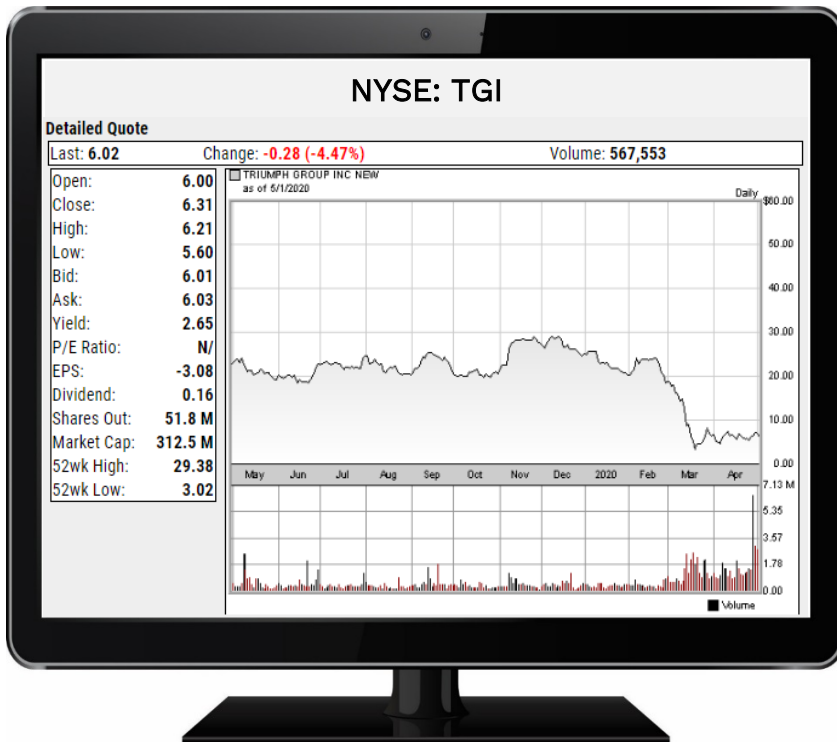 NYSE: TGI
Detailed Quote
Last: 6.02 Change: -0.28 (-4.47%) Volume: 567,553
Open: 6.00
Close: 6.31
High: 6.21
Low: 5.60
Bid: 6.01
Ask: 6.03
Yield: 2.65
P/E Ratio: N/
EPS: -3.08
Dividend: 0.16
Shares Out: 51.8 M
Market Cap: 312.5 M
52wk High: 29.38
52wk Low: 3.02
TRIUMPH GROUP INC NEW
as of 5/1/2020
Daily
$60.00
50.00
40.00
30.00
20.00
10.00
0.00
May Jun Jul Aug Sep Oct Nov Dec 2020 Feb Mar Apr
7.13 M
5.35
3.57
1.78
0.00
Volume